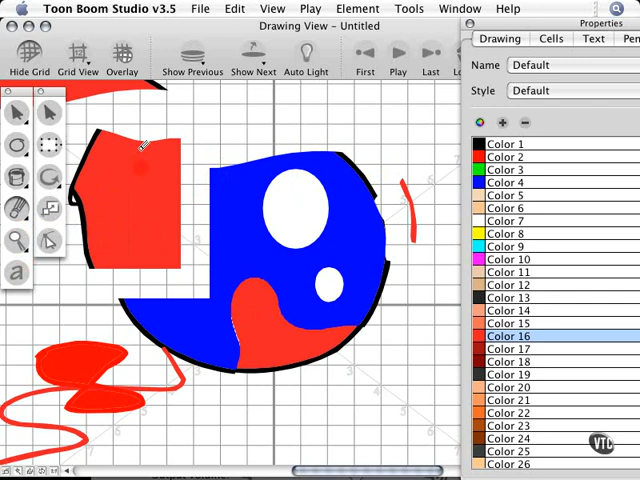 Toon Boom Studio v3.5 File Edit View Play Element Tools Window Help
Drawing View – Untitled
Properties
Hide Grid Grid View Overlay Show Previous Show Next Auto Light First Play Last
Drawing Cells Text Pen
Name Default
Style Default
Color 1
Color 2
Color 3
Color 4
Color 5
Color 6
Color 7
Color 8
Color 9
Color 10
Color 11
Color 12
Color 13
Color 14
Color 15
Color 16
Color 17
Color 18
Color 19
Color 20
Color 21
Color 22
Color 23
Color 24
Color 25
Color 26
a
VTC